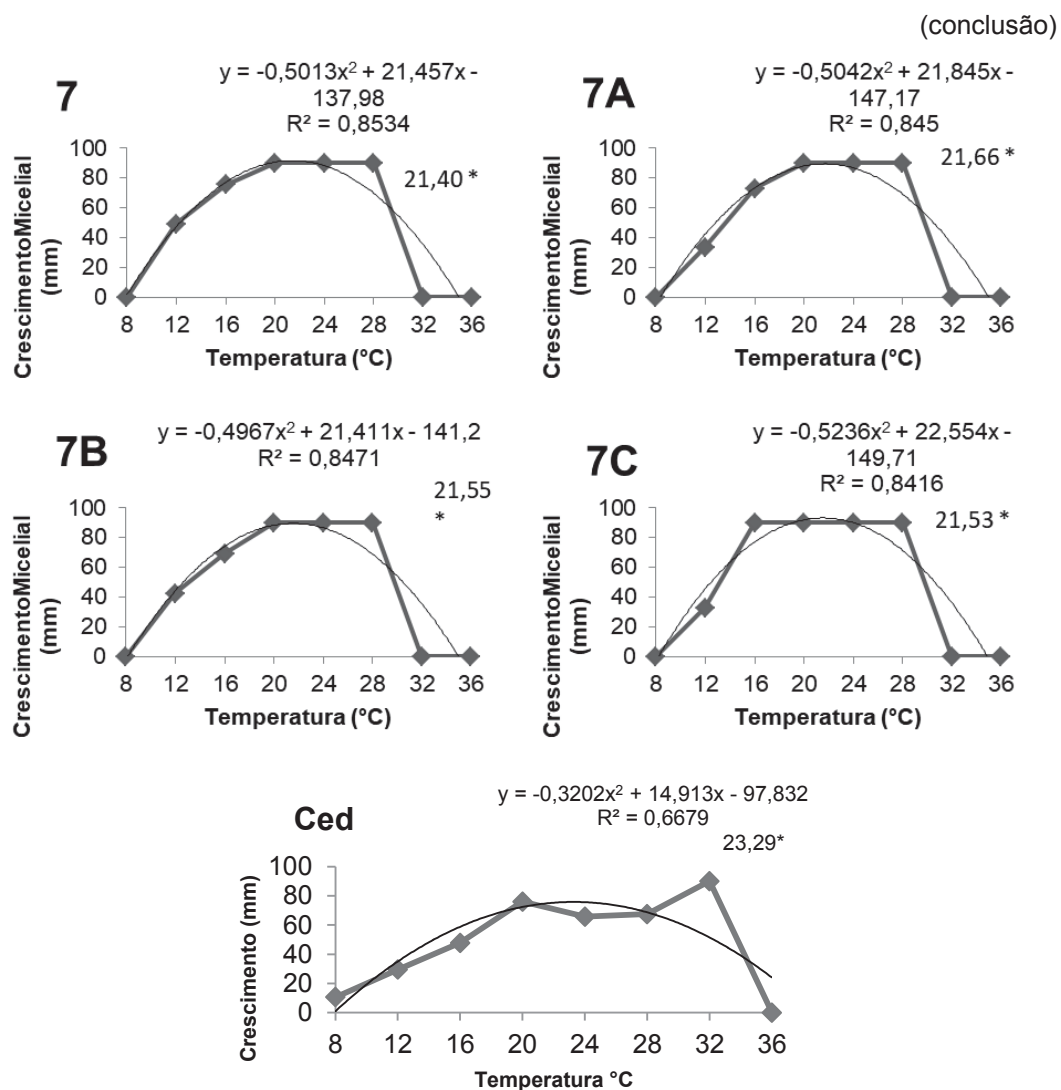 (conclusão)
7
y = -0,5013x² + 21,457x -
137,98
R² = 0,8534
21,40 *
CrescimentoMicelial
(mm)
100
80
60
40
20
0
8 12 16 20 24 28 32 36
Temperatura (°C)
7A
y = -0,5042x² + 21,845x -
147,17
R² = 0,845
21,66 *
CrescimentoMicelial
(mm)
100
80
60
40
20
0
8 12 16 20 24 28 32 36
Temperatura (°C)
7B
y = -0,4967x² + 21,411x - 141,2
R² = 0,8471
21,55
*
CrescimentoMicelial
(mm)
100
80
60
40
20
0
8 12 16 20 24 28 32 36
Temperatura (°C)
7C
y = -0,5236x² + 22,554x -
149,71
R² = 0,8416
21,53 *
CrescimentoMicelial
(mm)
100
80
60
40
20
0
8 12 16 20 24 28 32 36
Temperatura (°C)
Ced
y = -0,3202x² + 14,913x - 97,832
R² = 0,6679
23,29*
Crescimento (mm)
100
80
60
40
20
0
8 12 16 20 24 28 32 36
Temperatura °C